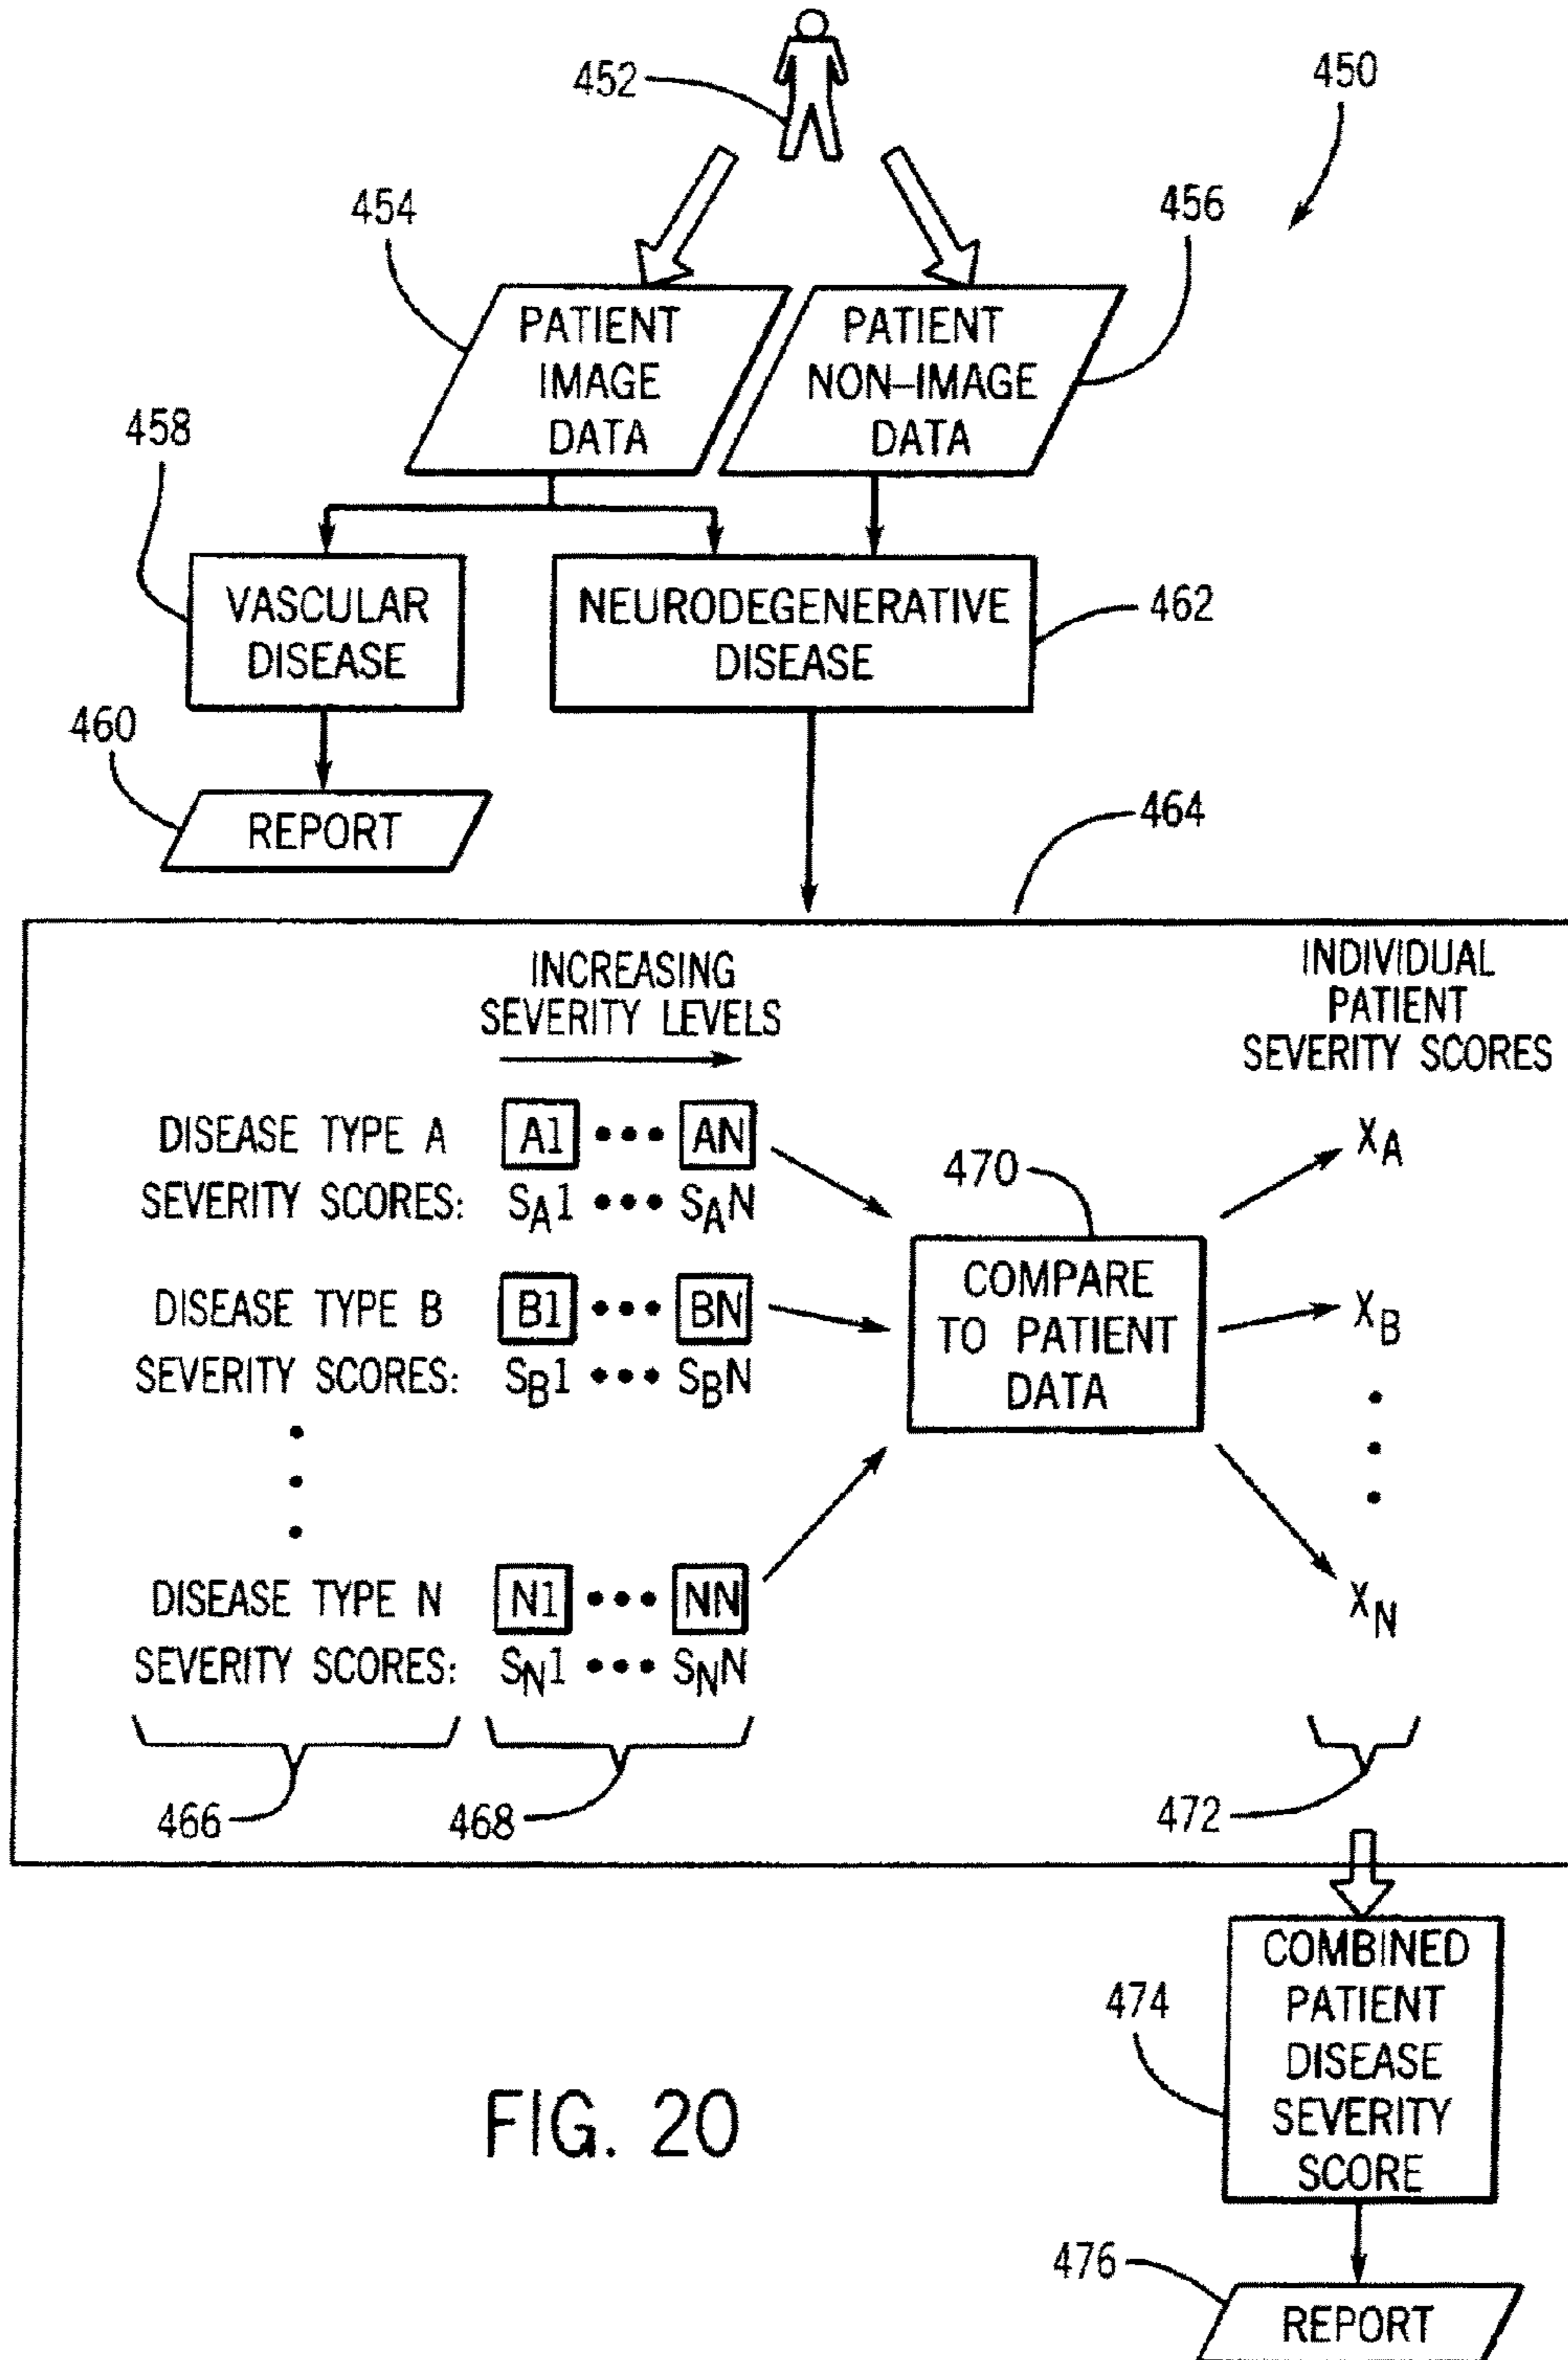 452
450
454
456
PATIENT
IMAGE
DATA
PATIENT
NON-IMAGE
DATA
458
VASCULAR
DISEASE
NEURODEGENERATIVE
DISEASE
462
460
REPORT
464
INCREASING
SEVERITY LEVELS
INDIVIDUAL
PATIENT
SEVERITY SCORES
DISEASE TYPE A A1 ••• AN
SEVERITY SCORES: SA1 ••• SAN
XA
470
COMPARE
TO PATIENT
DATA
DISEASE TYPE B B1 ••• BN
SEVERITY SCORES: SB1 ••• SBN
XB
DISEASE TYPE N N1 ••• NN
SEVERITY SCORES: SN1 ••• SNN
XN
466
468
472
COMBINED
PATIENT
DISEASE
SEVERITY
SCORE
474
FIG. 20
476
REPORT